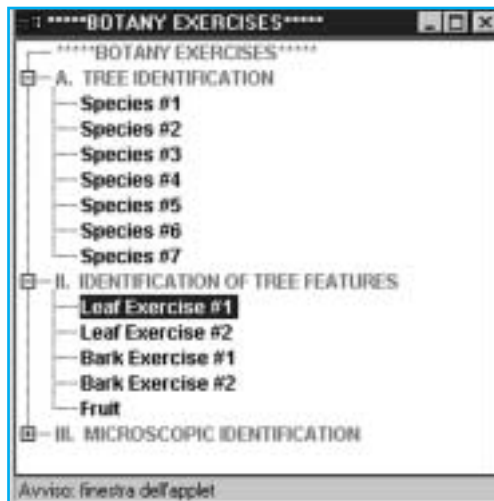 *****BOTANY EXERCISES*****
*****BOTANY EXERCISES*****
A. TREE IDENTIFICATION
Species #1
Species #2
Species #3
Species #4
Species #5
Species #6
Species #7
II. IDENTIFICATION OF TREE FEATURES
Leaf Exercise #1
Leaf Exercise #2
Bark Exercise #1
Bark Exercise #2
Fruit
III. MICROSCOPIC IDENTIFICATION
Avviso: finestra dell'applet